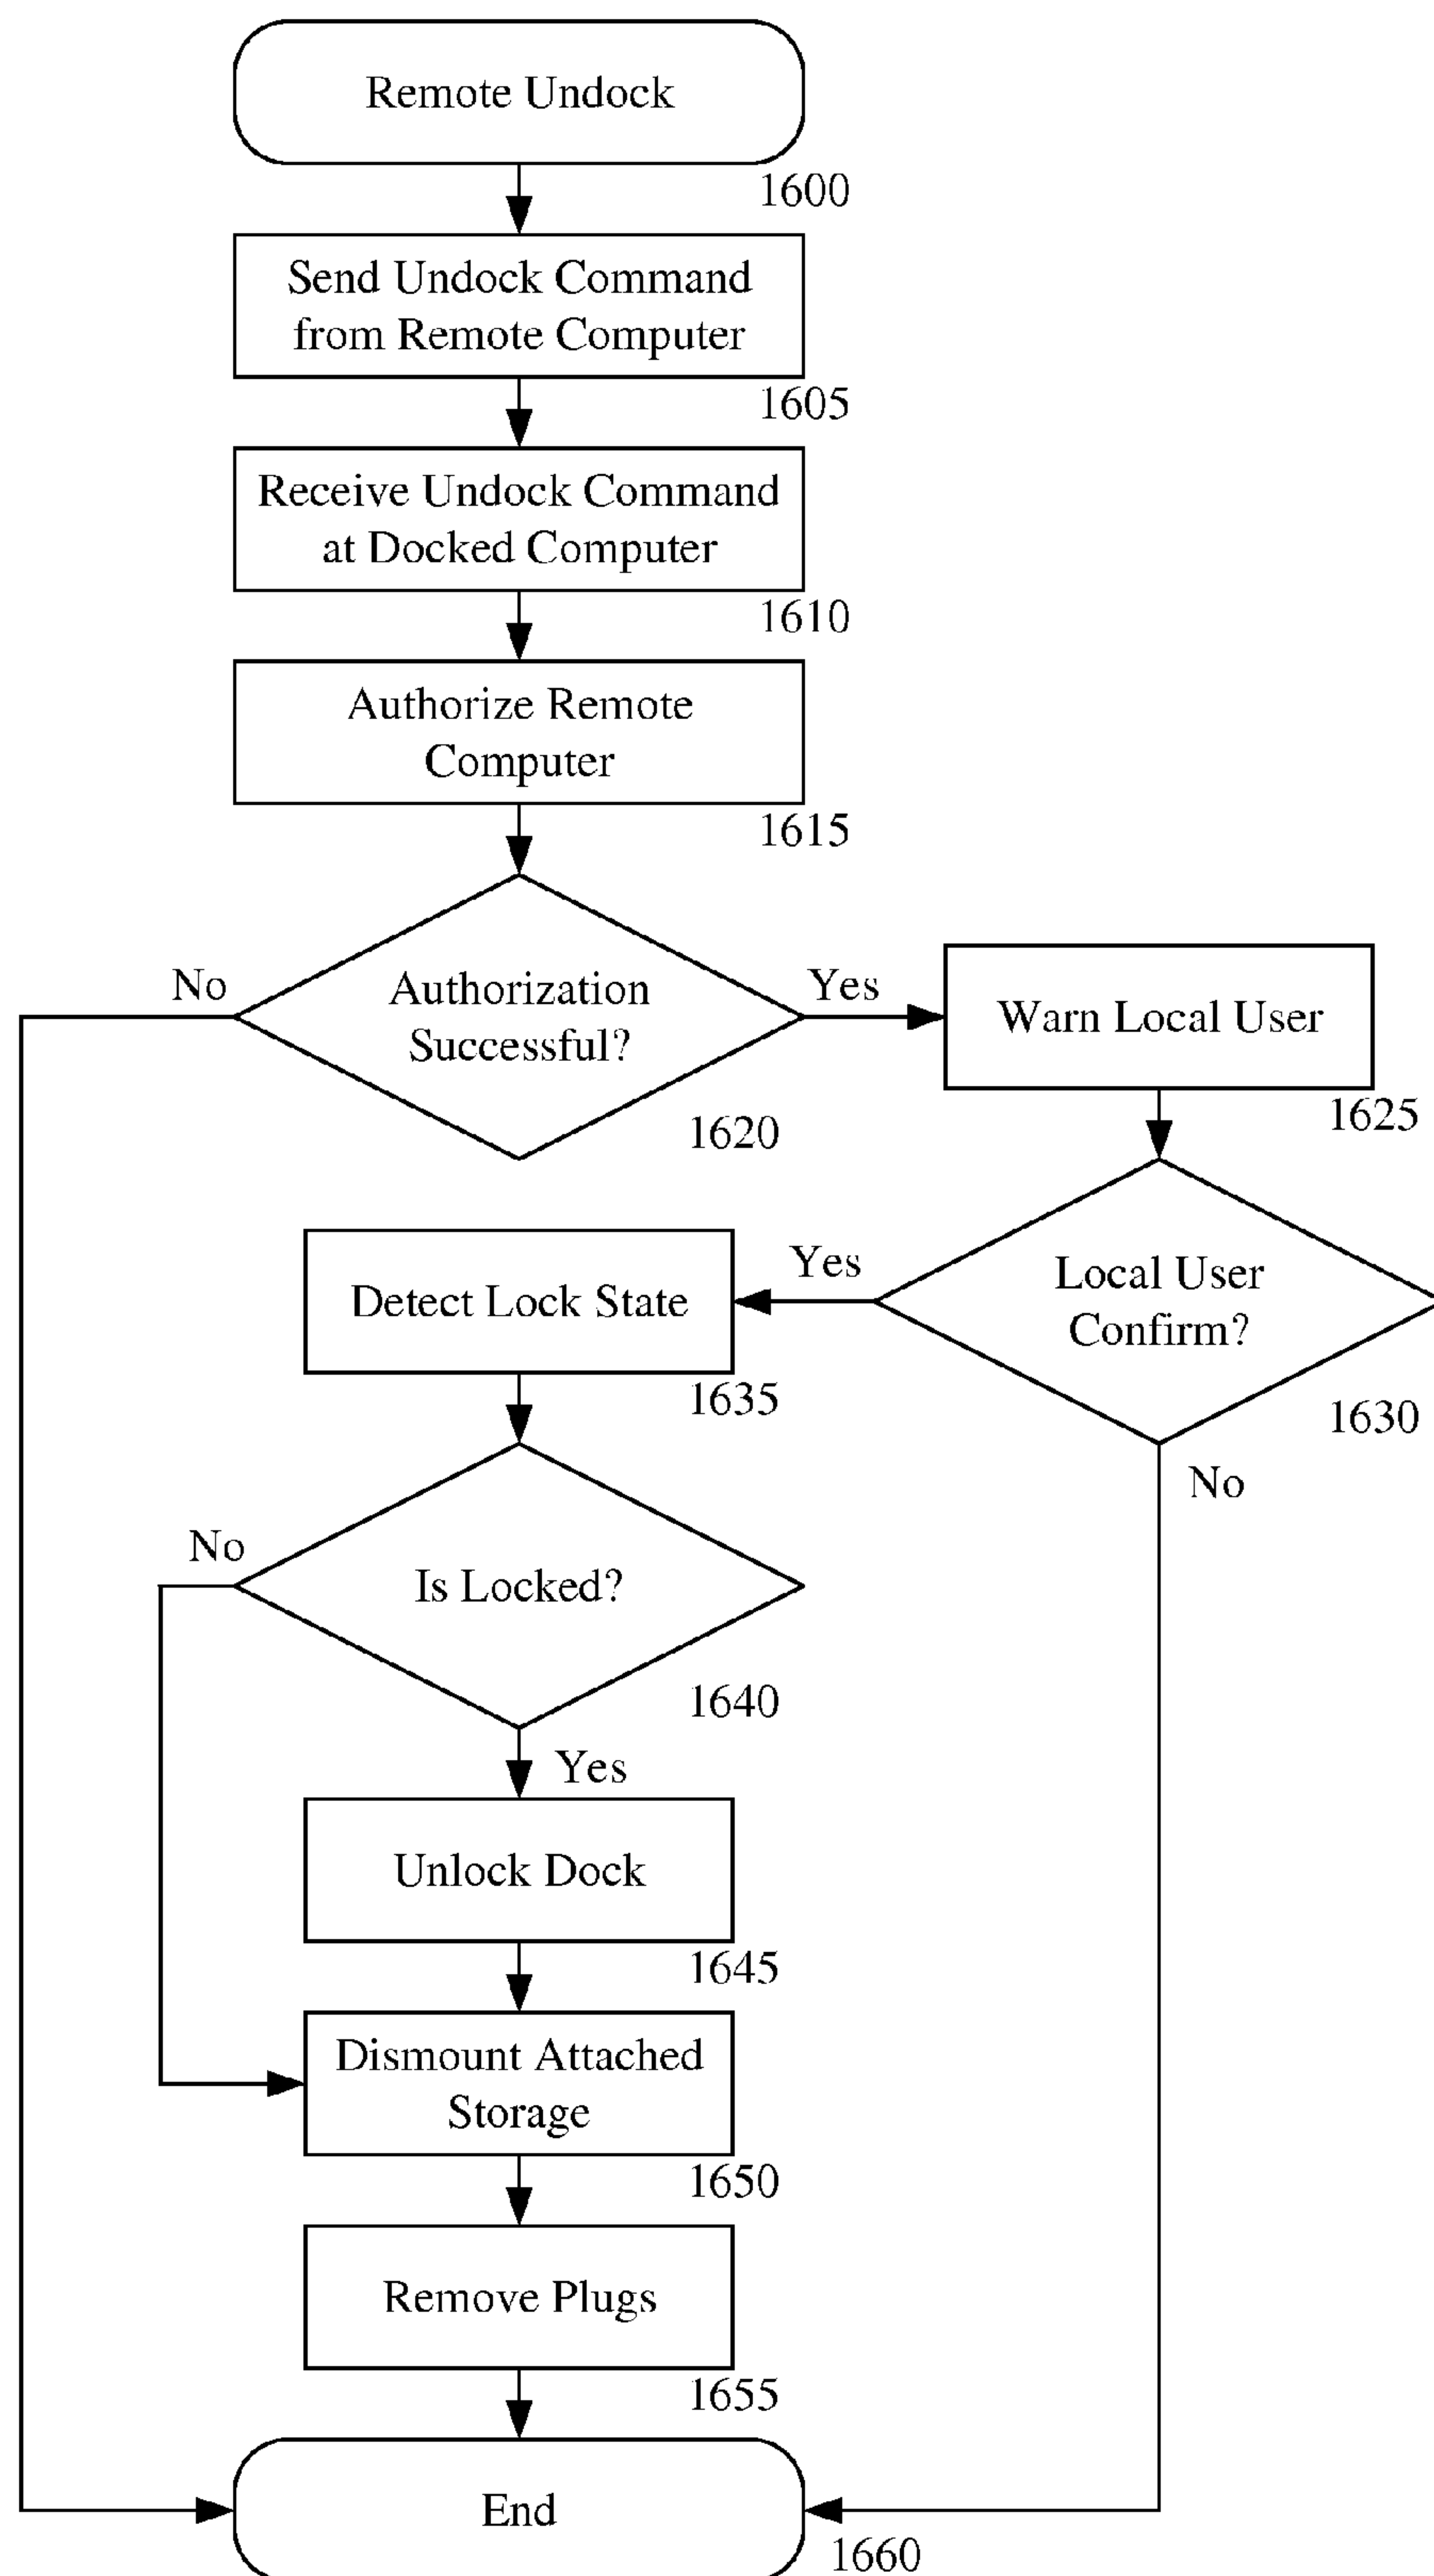 Remote Undock
1600
Send Undock Command
from Remote Computer
1605
Receive Undock Command
at Docked Computer
1610
Authorize Remote
Computer
1615
No
Authorization
Successful?
Yes
1620
Warn Local User
1625
Local User
Confirm?
Yes
1630
No
Detect Lock State
1635
No
Is Locked?
1640
Yes
Unlock Dock
1645
Dismount Attached
Storage
1650
Remove Plugs
1655
End
1660